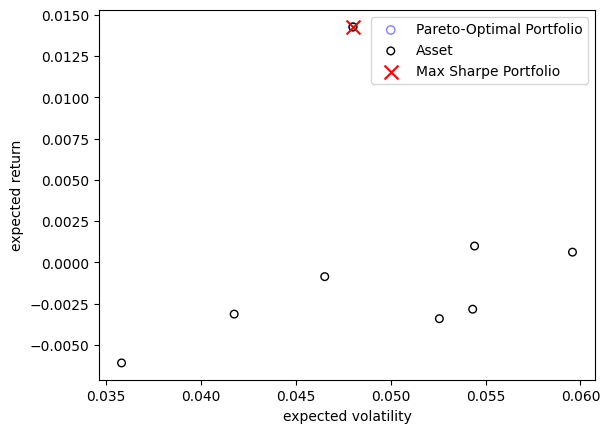 0.0150
0.0125
0.0100
0.0075
0.0050
0.0025
0.0000
−0.0025
−0.0050
expected return
Pareto-Optimal Portfolio
Asset
Max Sharpe Portfolio
0.035 0.040 0.045 0.050 0.055 0.060
expected volatility